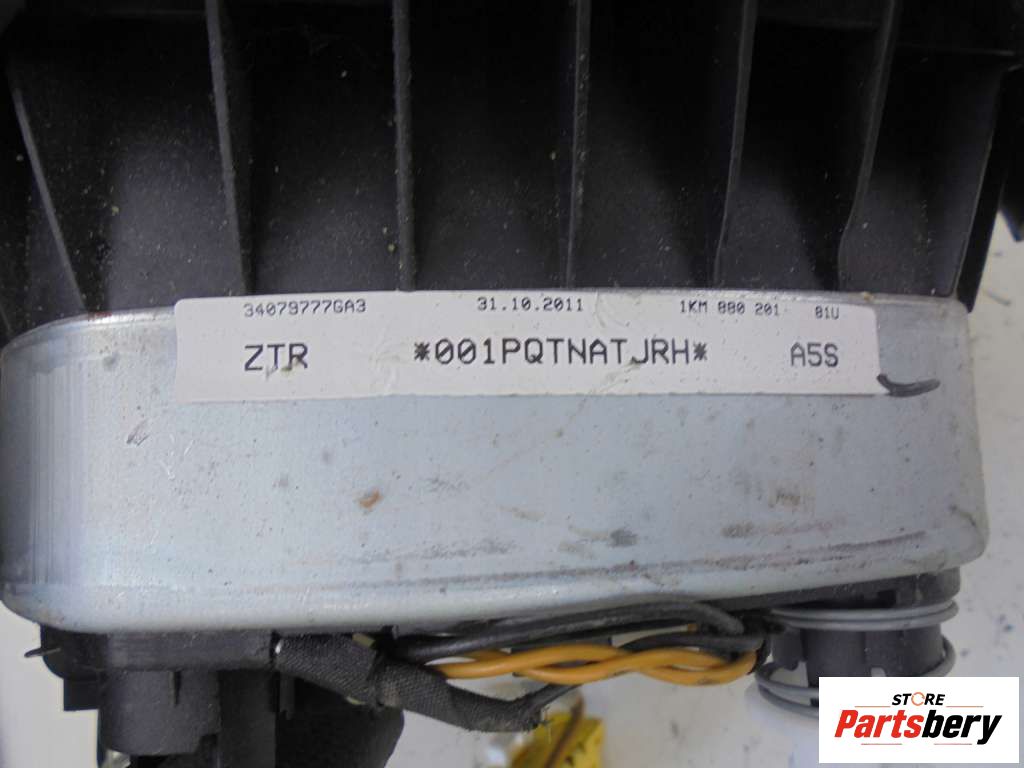 34079777GA3 31.10.2011 1KM 880 201 81U
ZTR *001PQTNATJRH* A5S
STORE
Partsbery